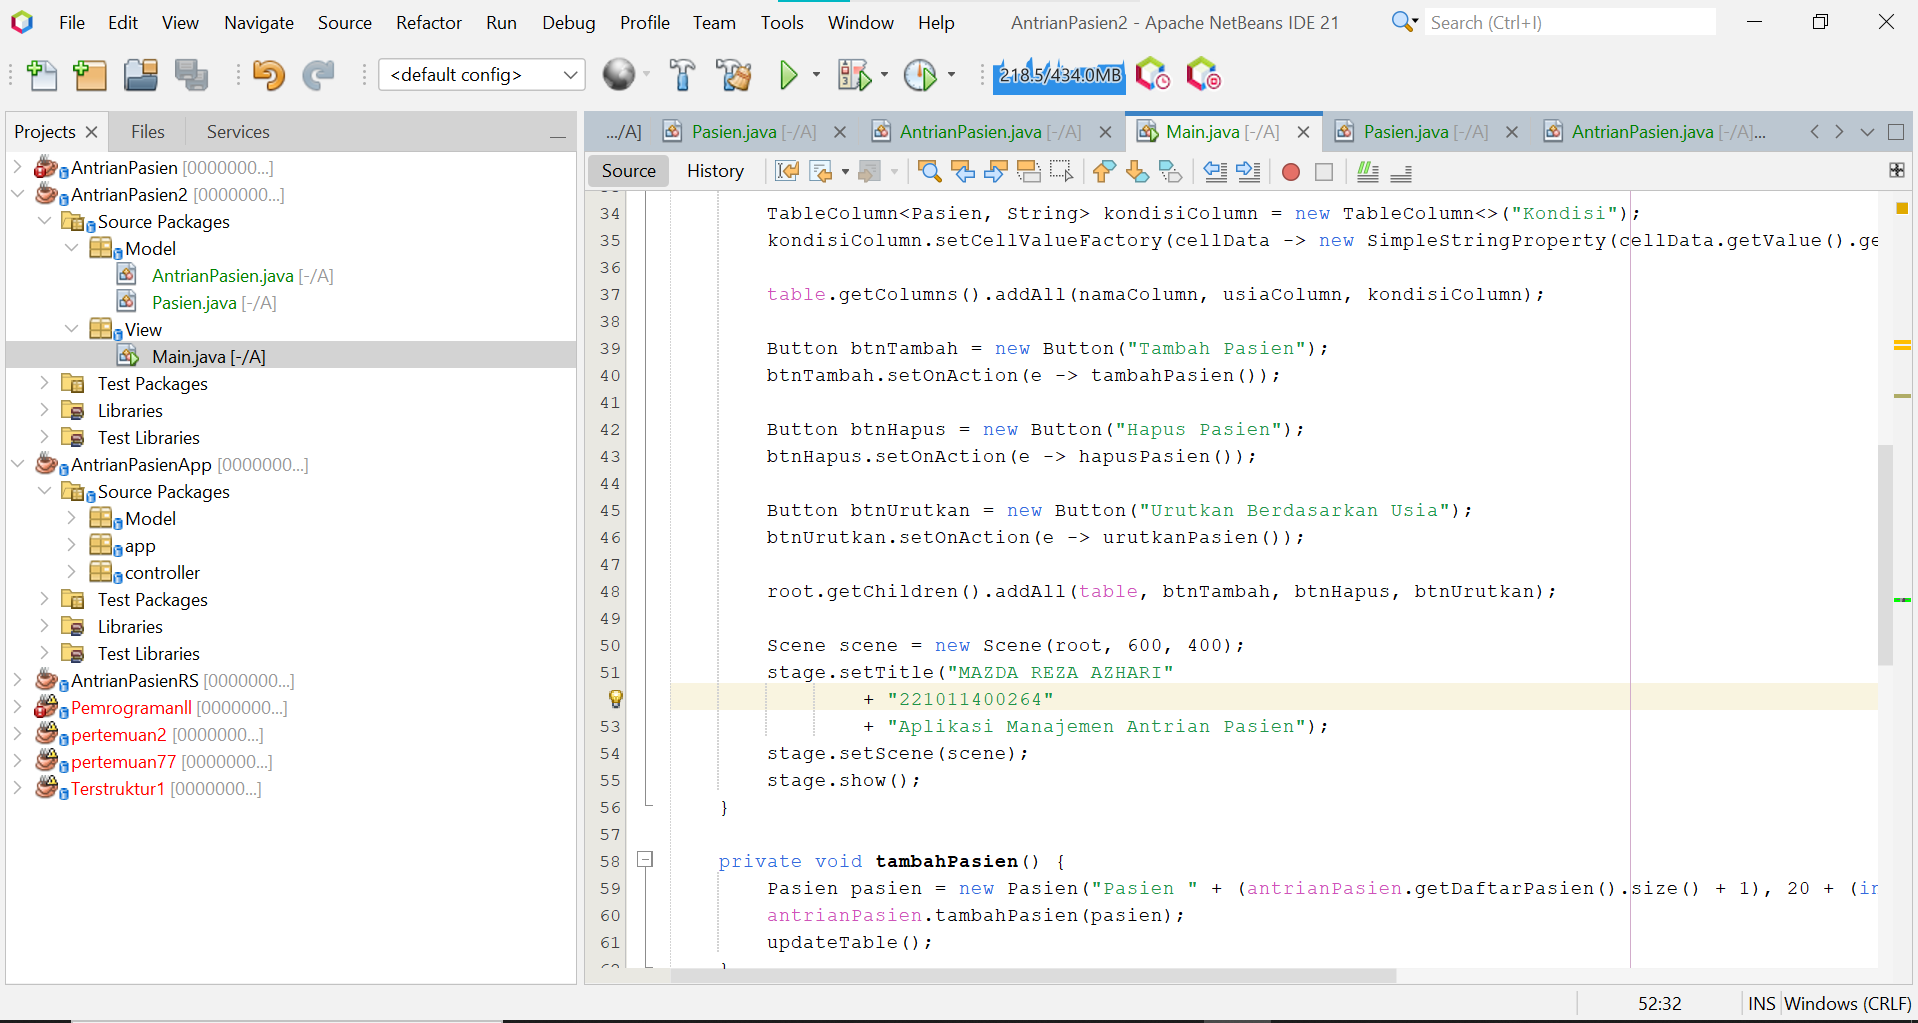 File Edit View Navigate Source Refactor Run Debug Profile Team Tools Window Help AntrianPasien2 - Apache NetBeans IDE 21 Search (Ctrl+I)
<default config> 218.5/434.0MB
Projects Files Services
.../A] Pasien.java [-/A] AntrianPasien.java [-/A] Main.java [-/A] Pasien.java [-/A] AntrianPasien.java [-/A]...
Source History
AntrianPasien [0000000...]
AntrianPasien2 [0000000...]
Source Packages
Model
AntrianPasien.java [-/A]
Pasien.java [-/A]
View
Main.java [-/A]
Test Packages
Libraries
Test Libraries
AntrianPasienApp [0000000...]
Source Packages
Model
app
controller
Test Packages
Libraries
Test Libraries
AntrianPasienRS [0000000...]
Pemrogramanll [0000000...]
pertemuan2 [0000000...]
pertemuan77 [0000000...]
Terstruktur1 [0000000...]
34 TableColumn<Pasien, String> kondisiColumn = new TableColumn<>("Kondisi");
35 kondisiColumn.setCellValueFactory(cellData -> new SimpleStringProperty(cellData.getValue().ge
36
37 table.getColumns().addAll(namaColumn, usiaColumn, kondisiColumn);
38
39 Button btnTambah = new Button("Tambah Pasien");
40 btnTambah.setOnAction(e -> tambahPasien());
41
42 Button btnHapus = new Button("Hapus Pasien");
43 btnHapus.setOnAction(e -> hapusPasien());
44
45 Button btnUrutkan = new Button("Urutkan Berdasarkan Usia");
46 btnUrutkan.setOnAction(e -> urutkanPasien());
47
48 root.getChildren().addAll(table, btnTambah, btnHapus, btnUrutkan);
49
50 Scene scene = new Scene(root, 600, 400);
51 stage.setTitle("MAZDA REZA AZHARI"
+ "221011400264"
53 + "Aplikasi Manajemen Antrian Pasien");
54 stage.setScene(scene);
55 stage.show();
56 }
57
58 private void tambahPasien() {
59 Pasien pasien = new Pasien("Pasien " + (antrianPasien.getDaftarPasien().size() + 1), 20 + (in
60 antrianPasien.tambahPasien(pasien);
61 updateTable();
52:32 INS Windows (CRLF)